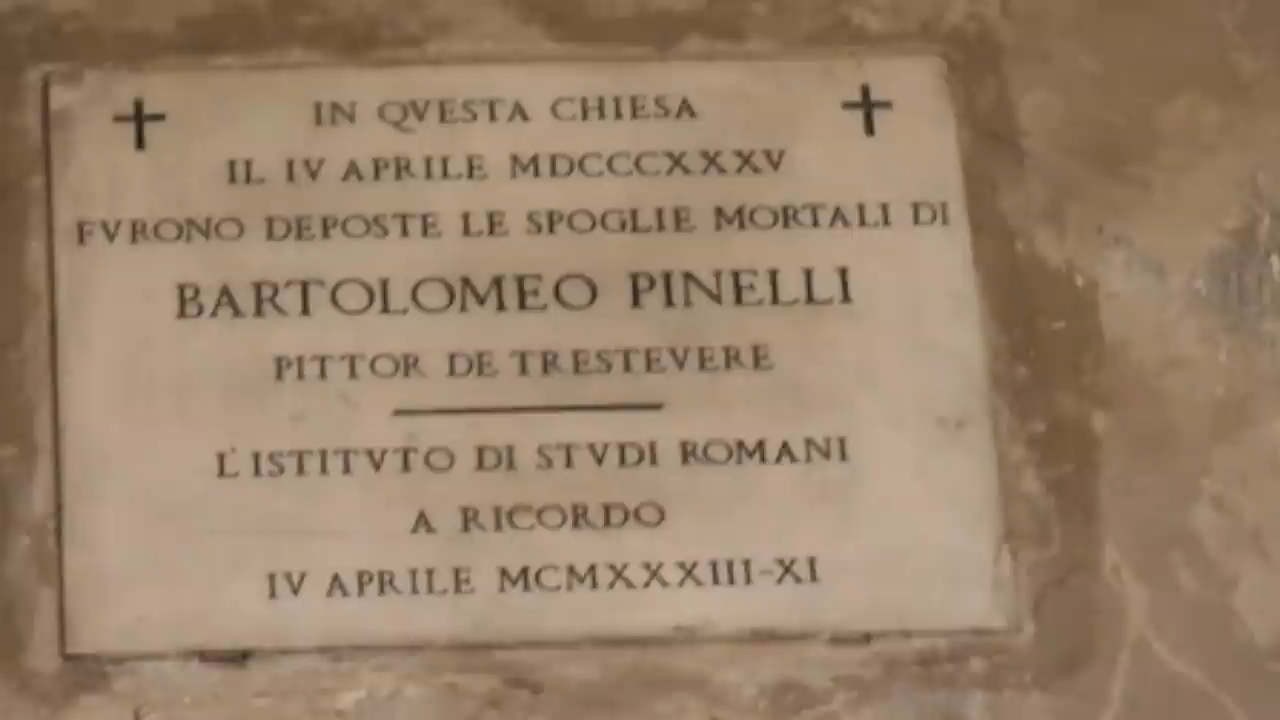 IN QVESTA CHIESA
IL IV APRILE MDCCCXXXV
FVRONO DEPOSTE LE SPOGLIE MORTALI DI
BARTOLOMEO PINELLI
PITTOR DE TRESTEVERE
L'ISTITVTO DI STVDI ROMANI
A RICORDO
IV APRILE MCMXXXIII-XI